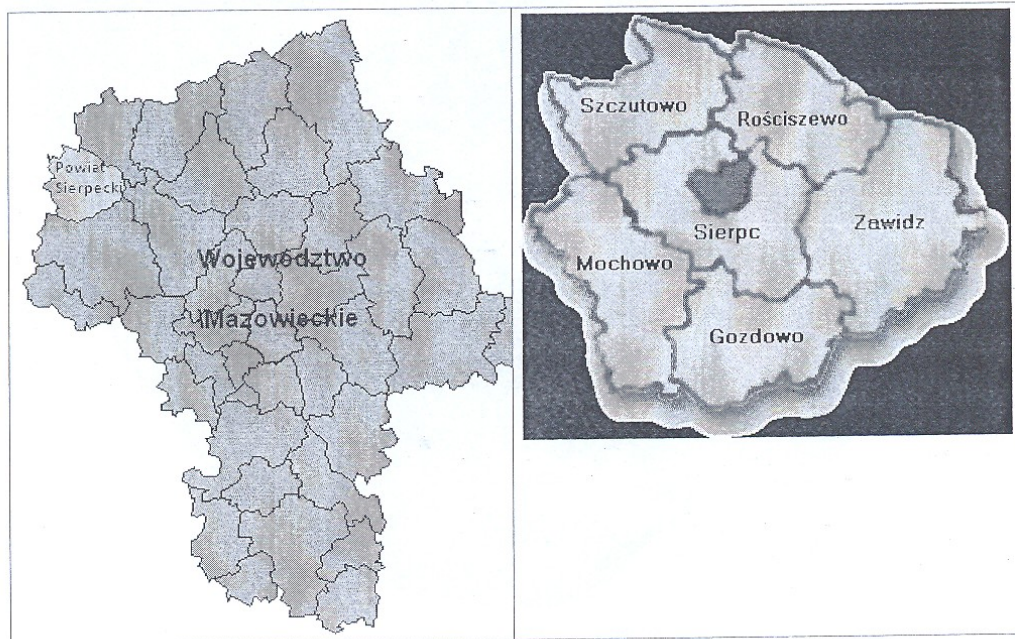 Powiat
Sierpecki
Województwo
Mazowieckie
Szczutowo
Rościszewo
Zawidz
Sierpc
Mochowo
Gozdowo